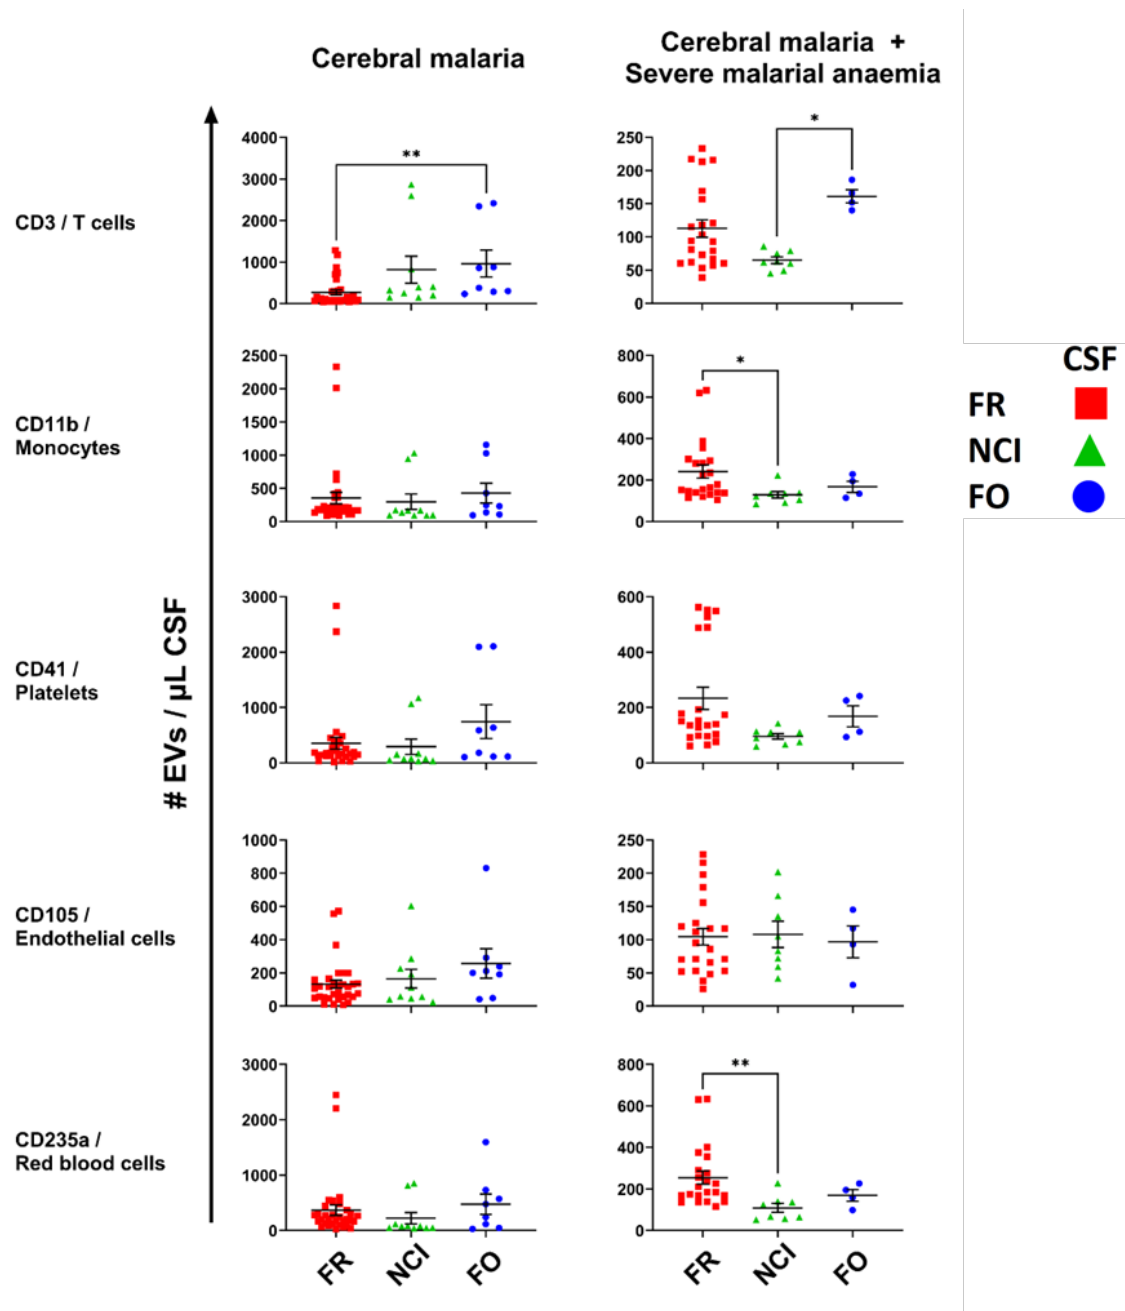 Cerebral malaria
Cerebral malaria +
Severe malarial anaemia
# EVs / µL CSF
CD3 / T cells
4000
3000
2000
1000
0
**
250
200
150
100
50
0
*
CD11b /
Monocytes
2500
2000
1500
1000
500
0
800
600
400
200
0
*
CSF
FR
NCI
FO
CD41 /
Platelets
3000
2000
1000
0
600
400
200
0
CD105 /
Endothelial cells
1000
800
600
400
200
0
250
200
150
100
50
0
CD235a /
Red blood cells
3000
2000
1000
0
800
600
400
200
0
**
FR NCI FO
FR NCI FO